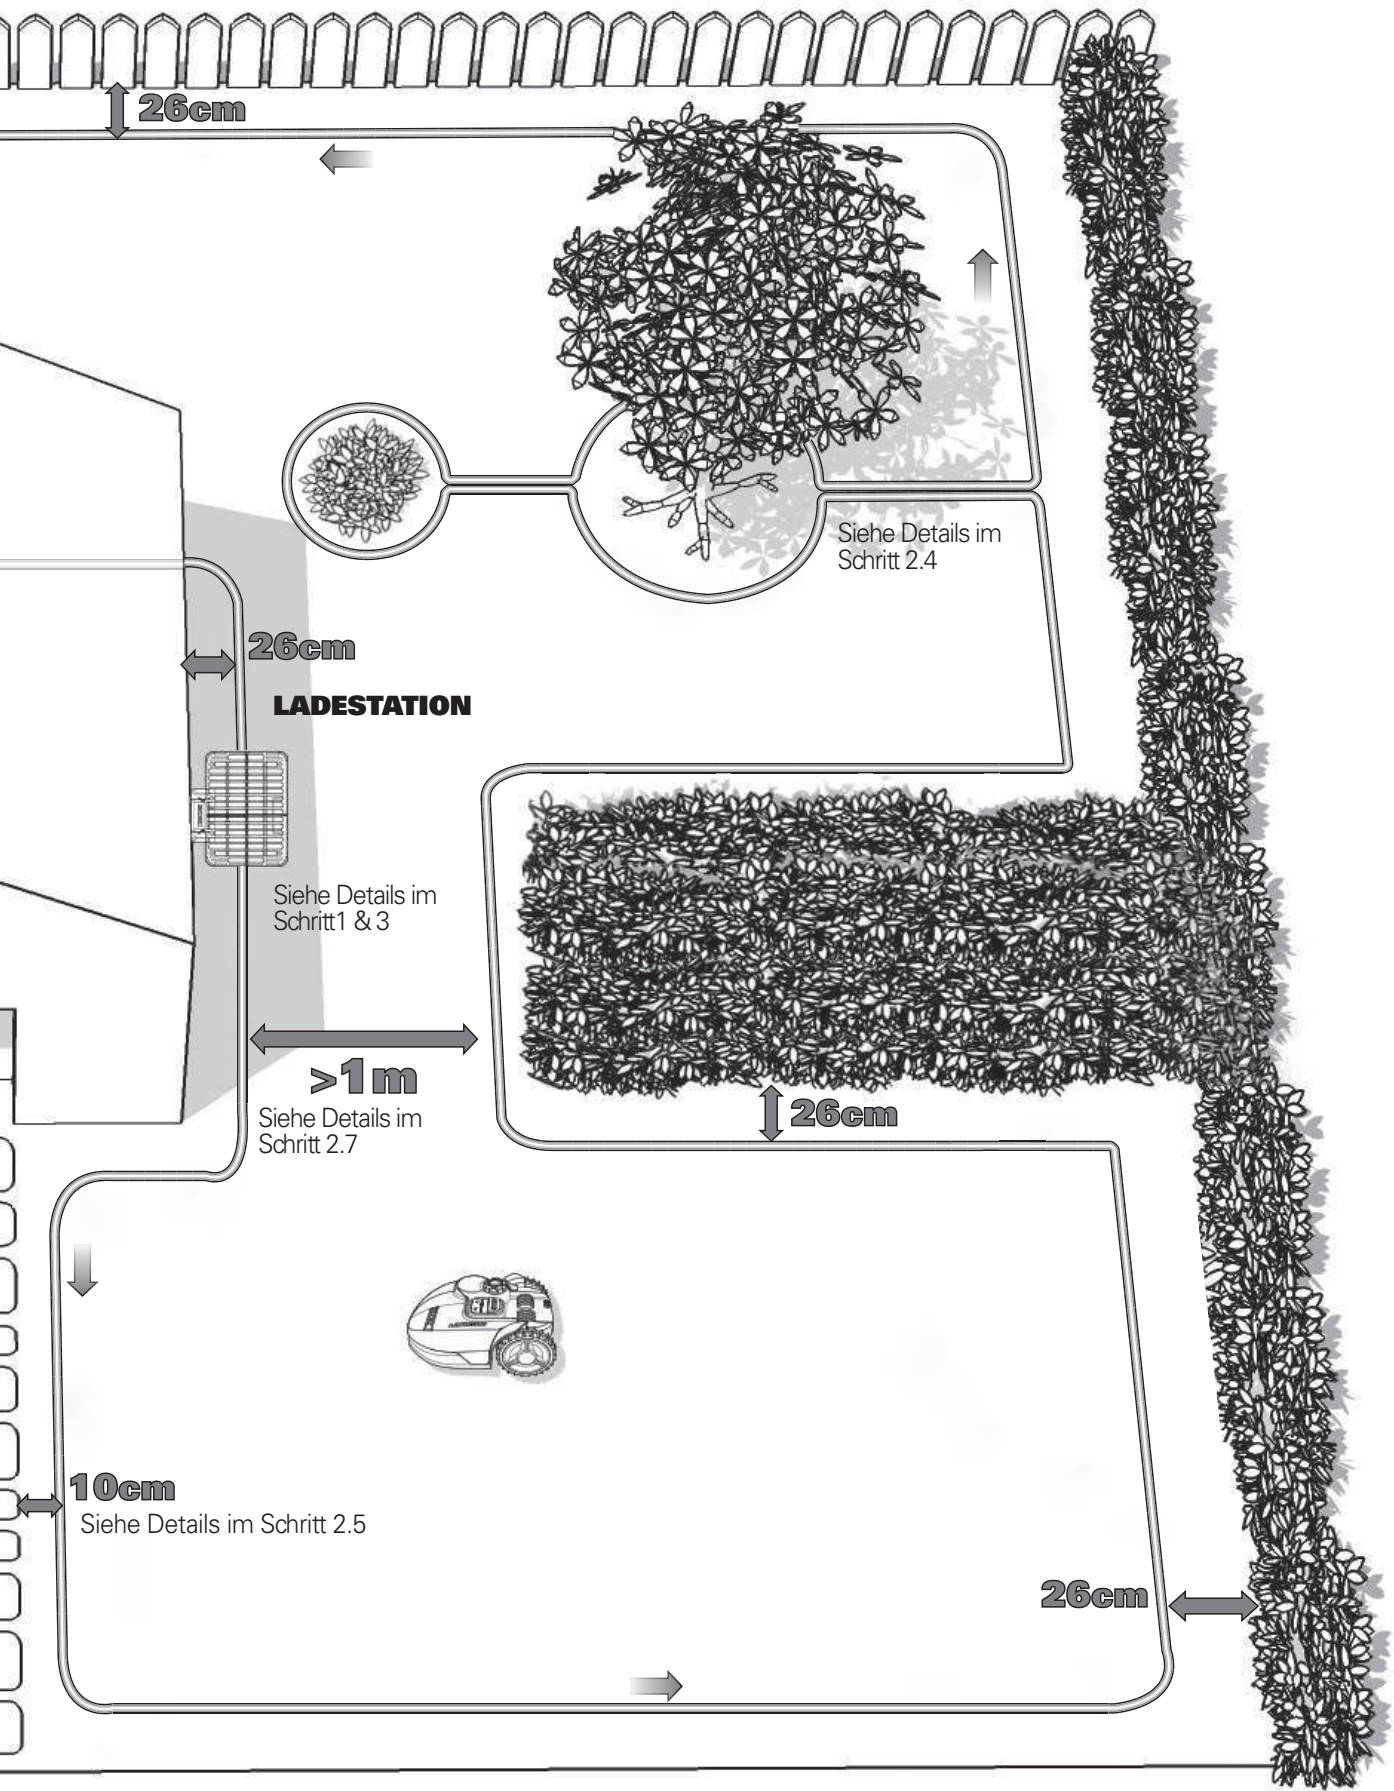 26cm
Siehe Details im
Schritt 2.4
26cm
LADESTATION
Siehe Details im
Schritt1 & 3
>1m
Siehe Details im
Schritt 2.7
26cm
10cm
Siehe Details im Schritt 2.5
26cm